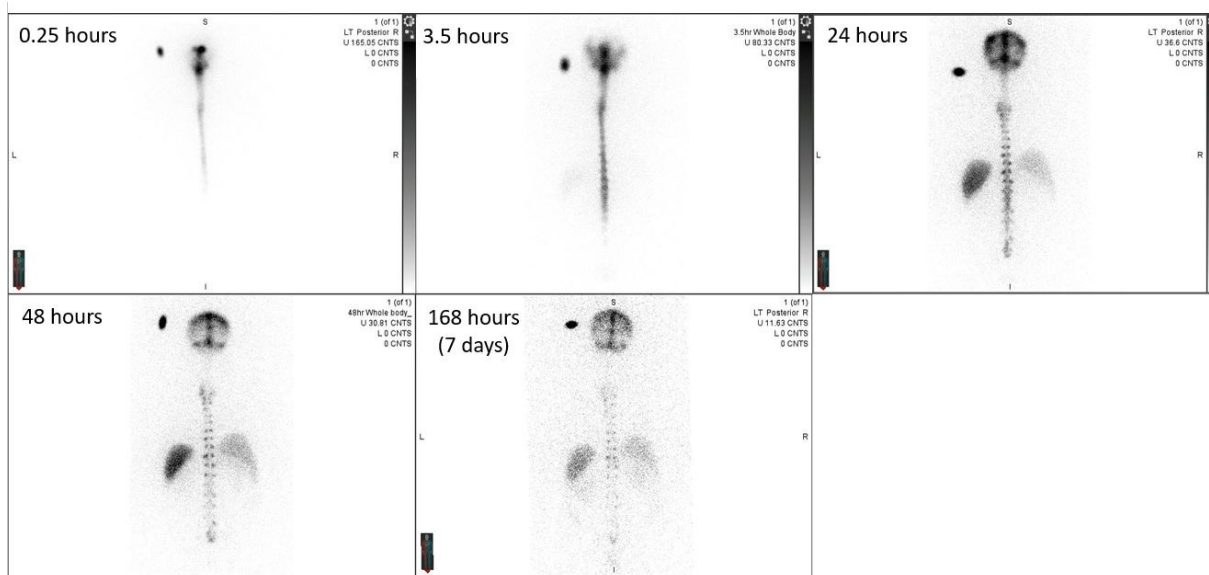 0.25 hours
S
1 (of 1)
LT Posterior R
U 165.05 CNTS
L 0 CNTS
0 CNTS
L
R
I
3.5 hours
1 (of 1)
3.5hr Whole Body
U 80.33 CNTS
L 0 CNTS
0 CNTS
24 hours
S
1 (of 1)
LT Posterior R
U 36.6 CNTS
L 0 CNTS
0 CNTS
L
R
I
48 hours
1 (of 1)
48hr Whole body_
U 30.81 CNTS
L 0 CNTS
0 CNTS
168 hours
(7 days)
S
1 (of 1)
LT Posterior R
U 11.63 CNTS
L 0 CNTS
0 CNTS
L
R
I